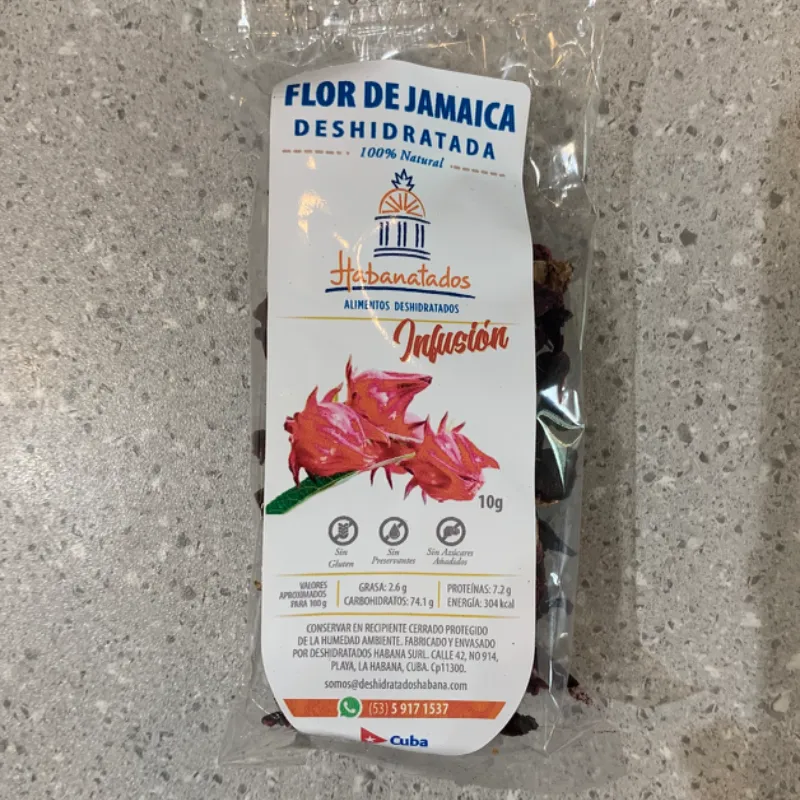 FLOR DE JAMAICA
DESHIDRATADA
100% Natural
Habanatados
ALIMENTOS DESHIDRATADOS
Infusión
10g
Sin Gluten
Sin Preservantes
Sin Azúcares Añadidos
VALORES APROXIMADOS PARA 100 g
GRASA: 2.6 g
CARBOHIDRATOS: 74.1 g
PROTEÍNAS: 7.2 g
ENERGÍA: 304 kcal
CONSERVAR EN RECIPIENTE CERRADO PROTEGIDO
DE LA HUMEDAD AMBIENTE. FABRICADO Y ENVASADO
POR DESHIDRATADOS HABANA SURL. CALLE 42, NO 914,
PLAYA, LA HABANA, CUBA. Cp11300.
somos@deshidratadoshabana.com
(53) 5 917 1537
Cuba